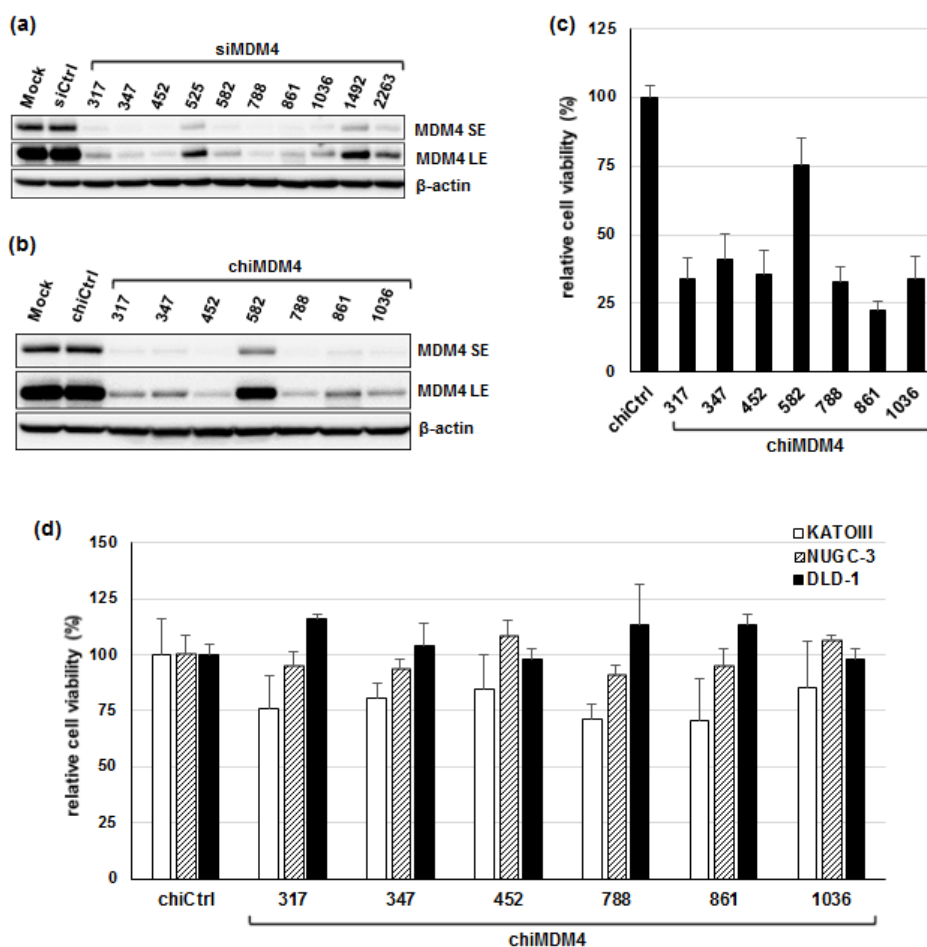 (a)
siMDM4
Mock siCtrl 317 347 452 525 582 788 861 1036 1492 2263
MDM4 SE
MDM4 LE
β-actin
(b)
chiMDM4
Mock chiCtrl 317 347 452 582 788 861 1036
MDM4 SE
MDM4 LE
β-actin
(c)
relative cell viability (%)
125
100
75
50
25
0
chiCtrl 317 347 452 582 788 861 1036
chiMDM4
(d)
KATOIII
NUGC-3
DLD-1
relative cell viability (%)
150
125
100
75
50
25
0
chiCtrl 317 347 452 788 861 1036
chiMDM4